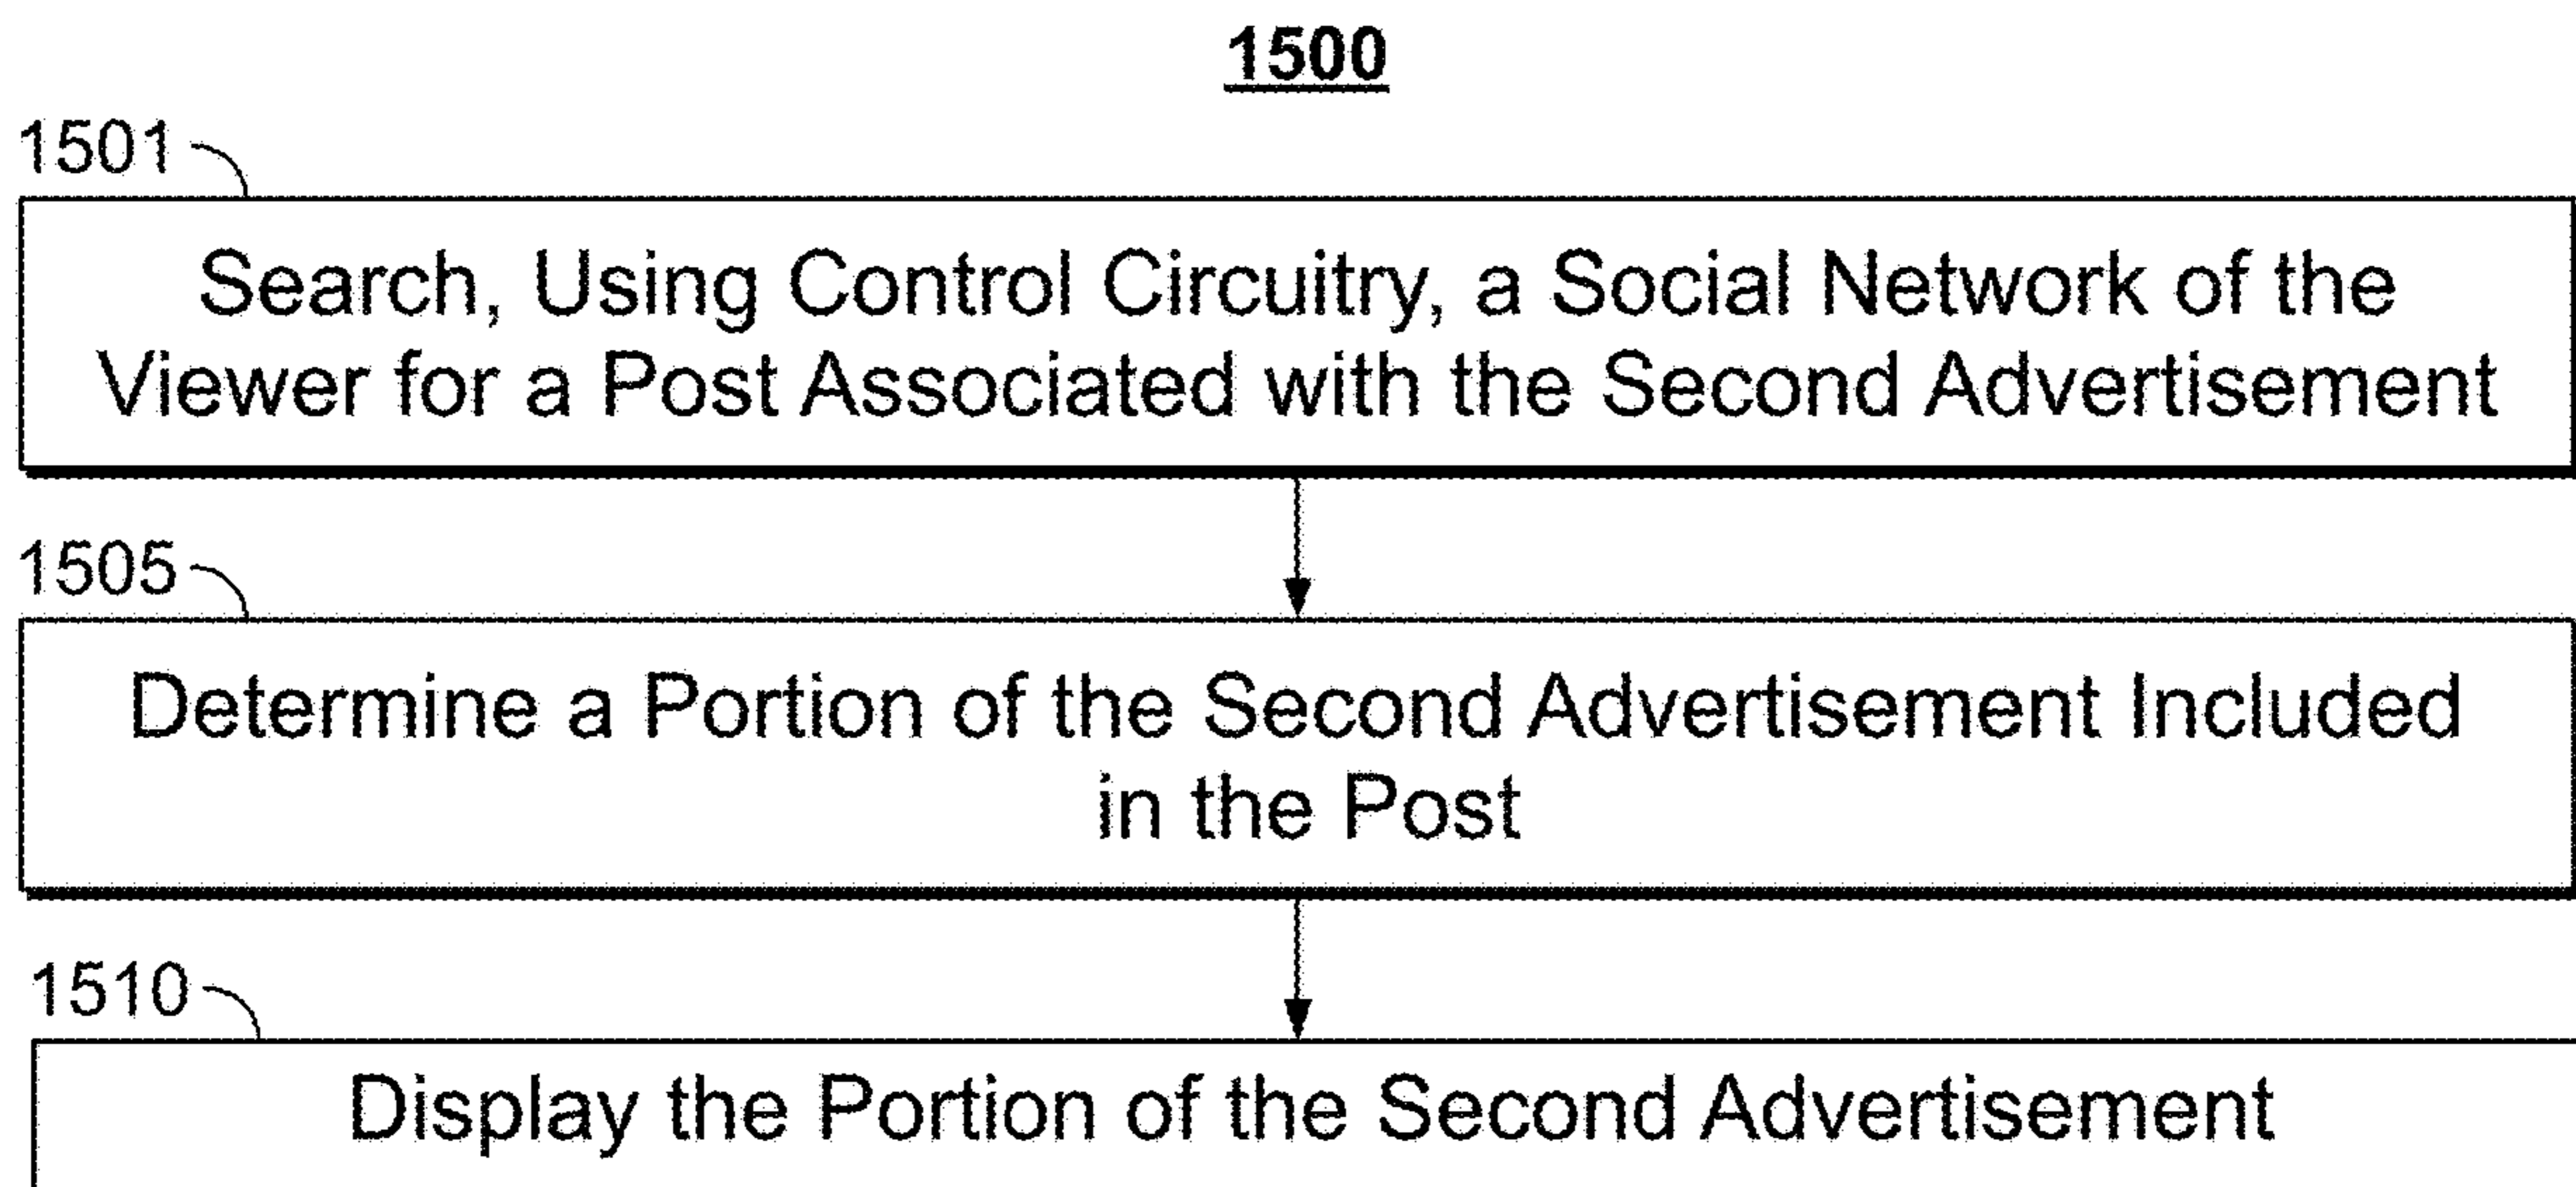 1500
1501
Search, Using Control Circuitry, a Social Network of the
Viewer for a Post Associated with the Second Advertisement
1505
Determine a Portion of the Second Advertisement Included
in the Post
1510
Display the Portion of the Second Advertisement